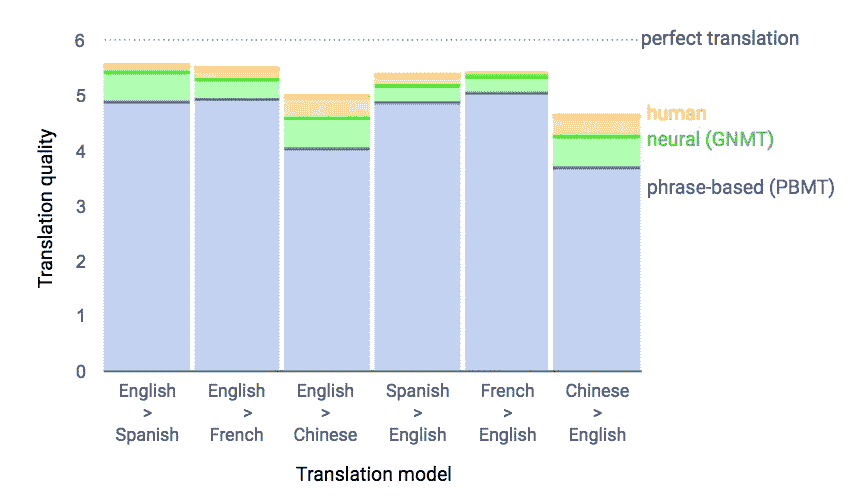 6
perfect translation
5
human
neural (GNMT)
4
phrase-based (PBMT)
3
2
1
0
Translation quality
English > Spanish
English > French
English > Chinese
Spanish > English
French > English
Chinese > English
Translation model